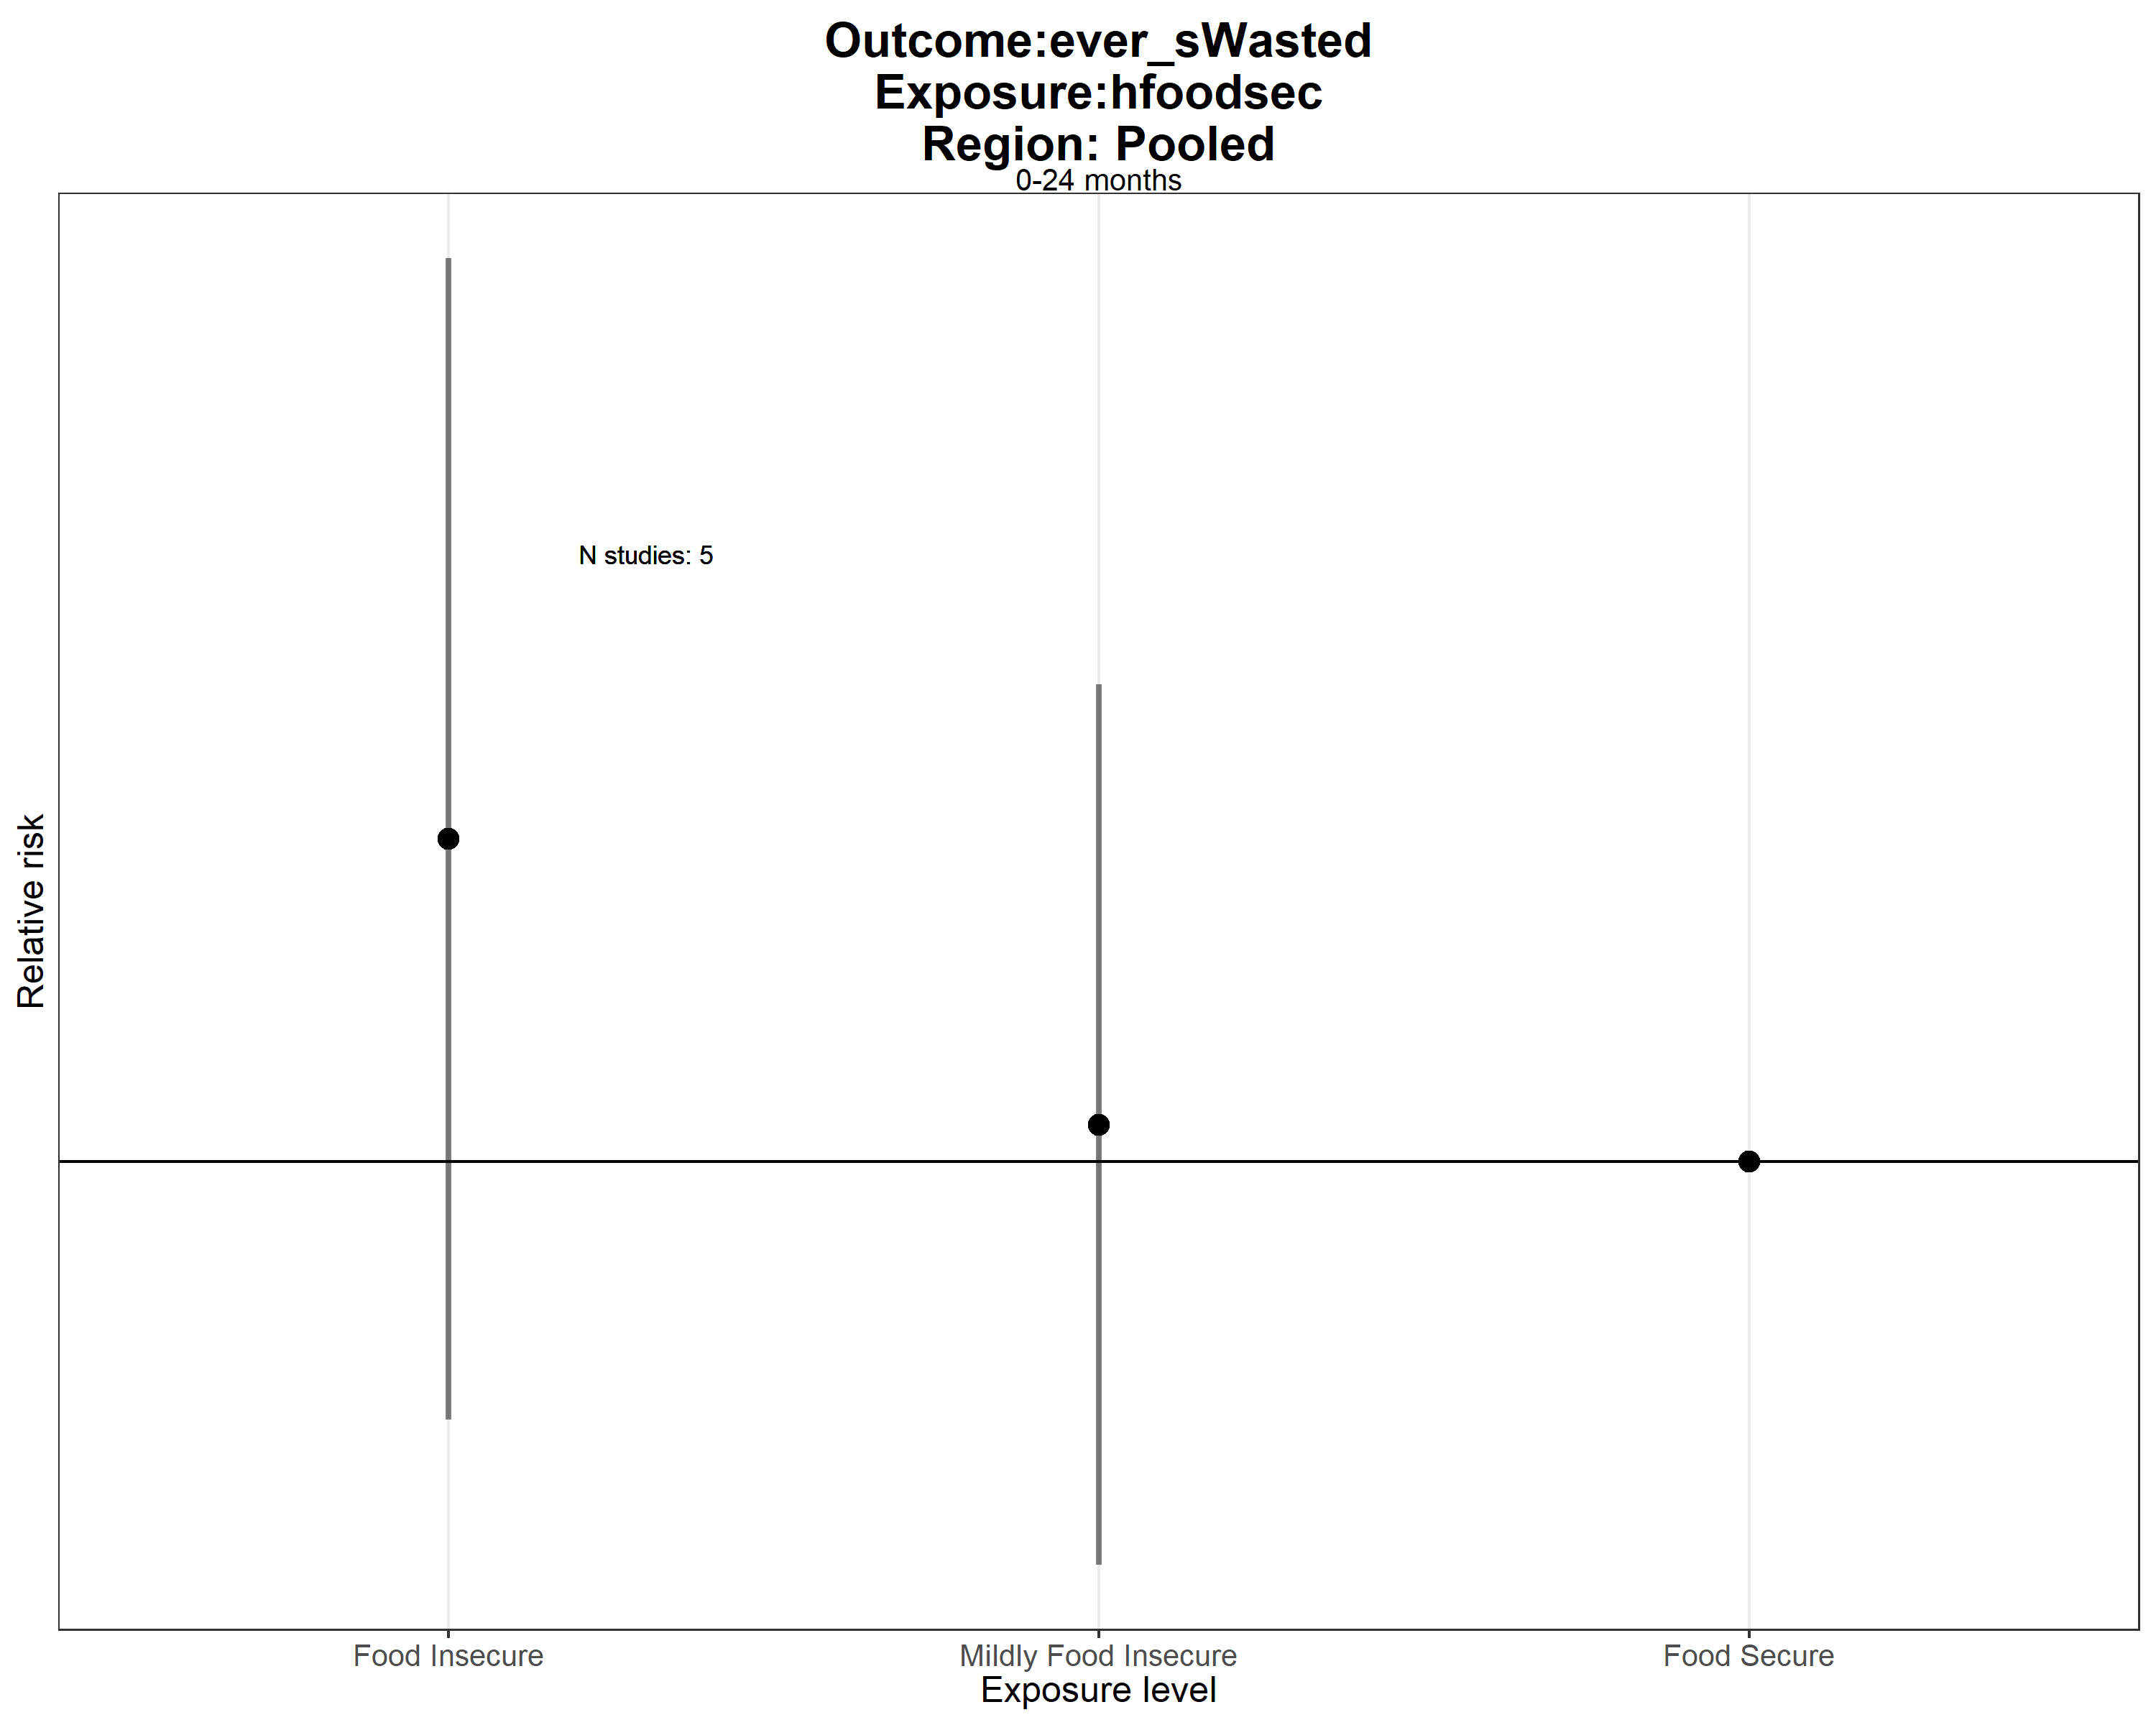 Outcome:ever_sWasted
Exposure:hfoodsec
Region: Pooled
0-24 months
N studies: 5
Relative risk
Food Insecure
Mildly Food Insecure
Food Secure
Exposure level